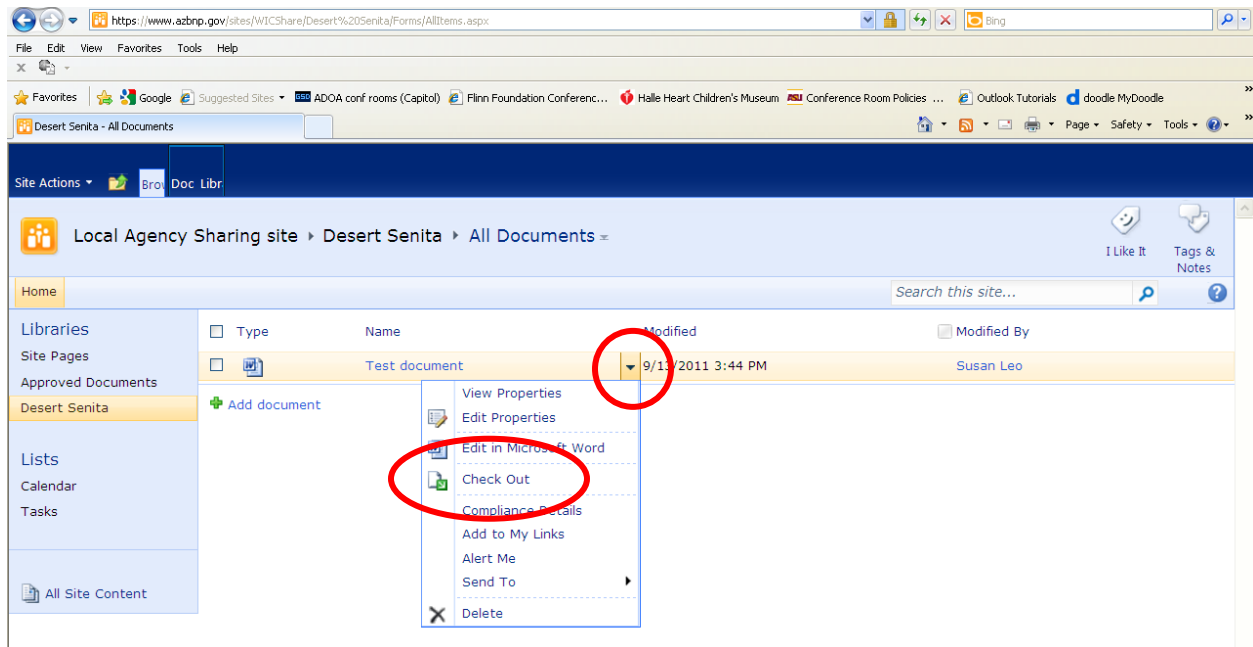 https://www.azbnp.gov/sites/WICShare/Desert%20Senita/Forms/AllItems.aspx
Bing
File Edit View Favorites Tools Help
Favorites Google Suggested Sites GSD ADOA conf rooms (Capitol) Flinn Foundation Conferenc... Halle Heart Children's Museum ASU Conference Room Policies ... Outlook Tutorials d doodle MyDoodle »
Desert Senita - All Documents Page Safety Tools »
Site Actions Brow Doc Libr
Local Agency Sharing site Desert Senita All Documents
I Like It
Tags & Notes
Home
Search this site...
Libraries
Site Pages
Approved Documents
Desert Senita
Lists
Calendar
Tasks
All Site Content
Type Name Modified Modified By
Test document 9/13/2011 3:44 PM Susan Leo
Add document
View Properties
Edit Properties
Edit in Microsoft Word
Check Out
Compliance Details
Add to My Links
Alert Me
Send To
Delete